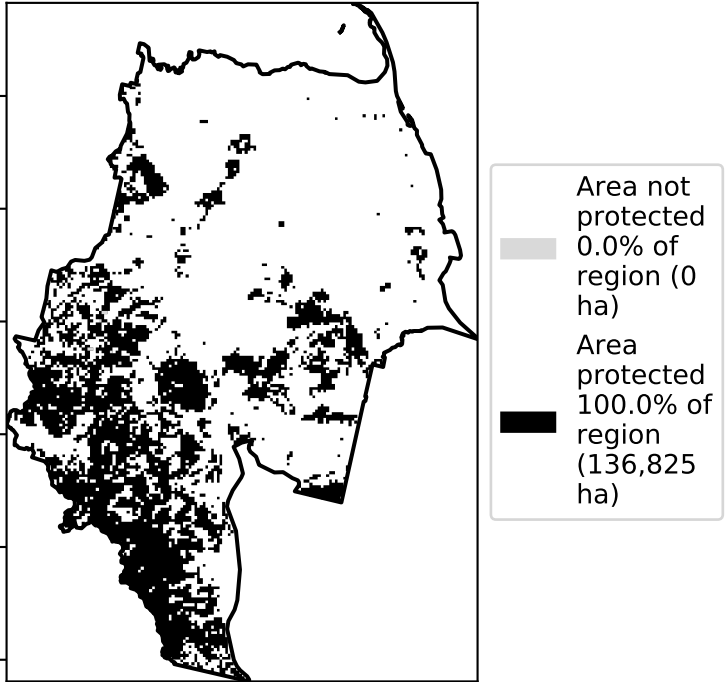 Area not
protected
0.0% of
region (0
ha)
Area
protected
100.0% of
region
(136,825
ha)